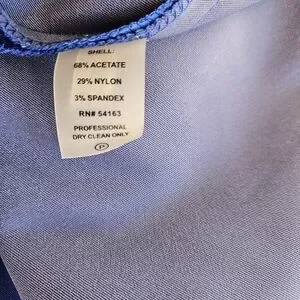 SHELL:
68% ACETATE
29% NYLON
3% SPANDEX
RN# 54163
PROFESSIONAL
DRY CLEAN ONLY
P